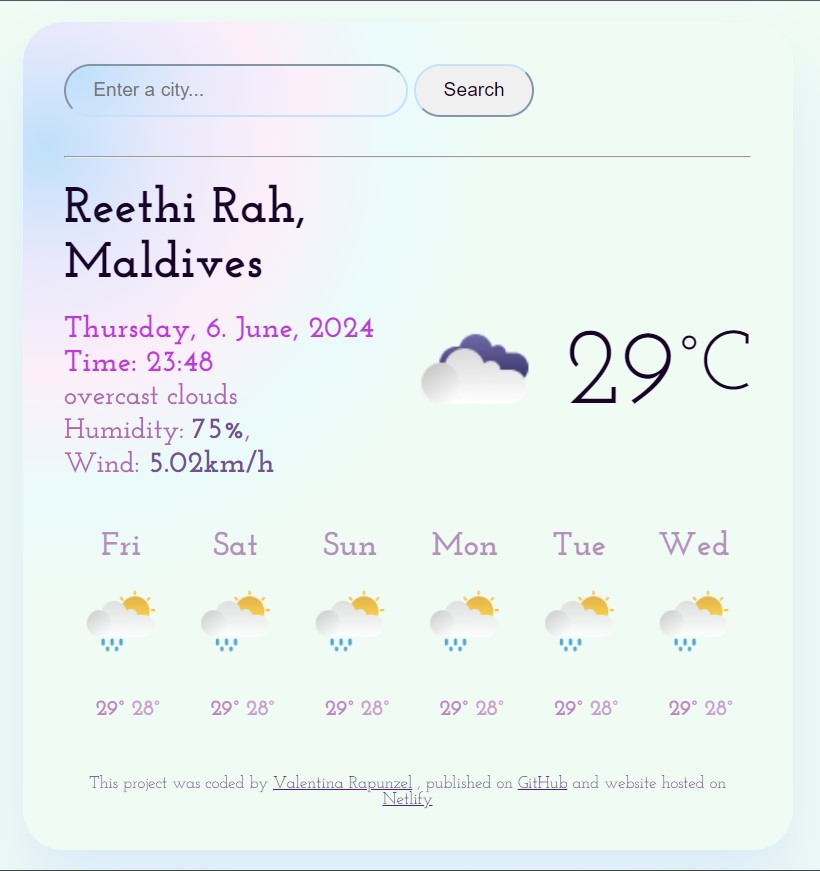 Enter a city... Search
Reethi Rah,
Maldives
Thursday, 6. June, 2024
Time: 23:48
overcast clouds
Humidity: 75%,
Wind: 5.02km/h
29°C
Fri Sat Sun Mon Tue Wed
29° 28° 29° 28° 29° 28° 29° 28° 29° 28° 29° 28°
This project was coded by Valentina Rapunzel , published on GitHub and website hosted on
Netlify